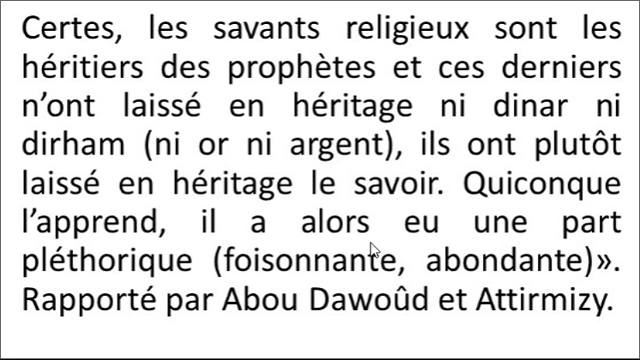 Certes, les savants religieux sont les
héritiers des prophètes et ces derniers
n’ont laissé en héritage ni dinar ni
dirham (ni or ni argent), ils ont plutôt
laissé en héritage le savoir. Quiconque
l’apprend, il a alors eu une part
pléthorique (foisonnante, abondante)».
Rapporté par Abou Dawoûd et Attirmizy.